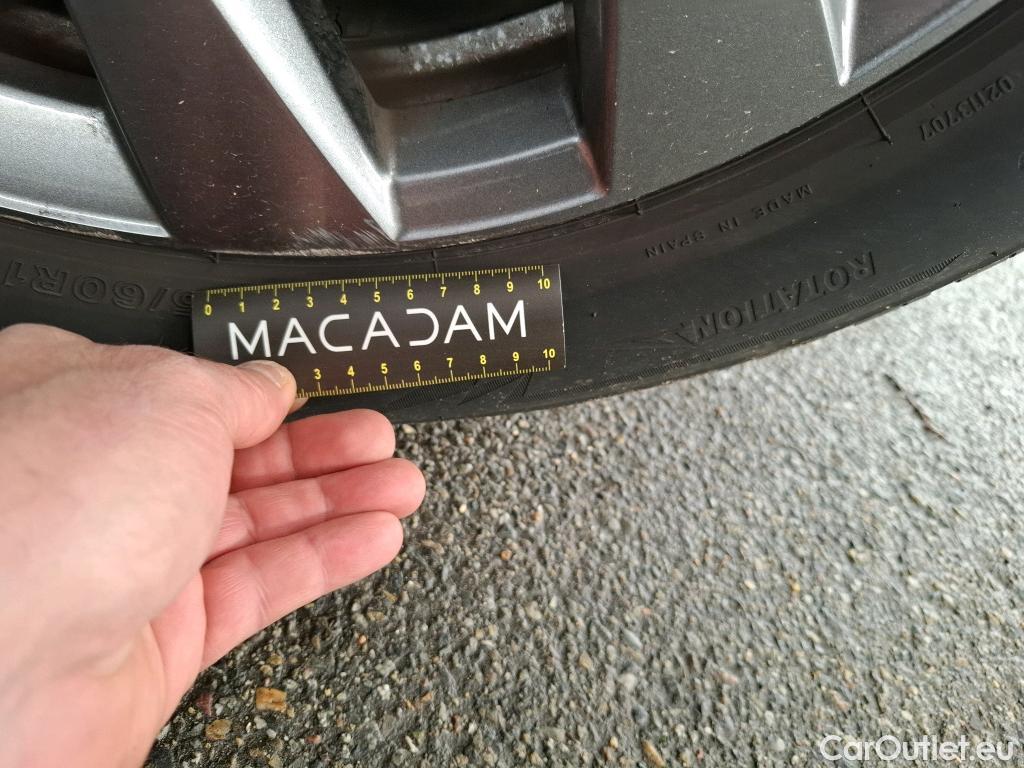 02113707
MADE IN SPAIN
ROTATION
5/60R1
0 1 2 3 4 5 6 7 8 9 10
MACADAM
3 4 5 6 7 8 9 10
CarOutlet.eu